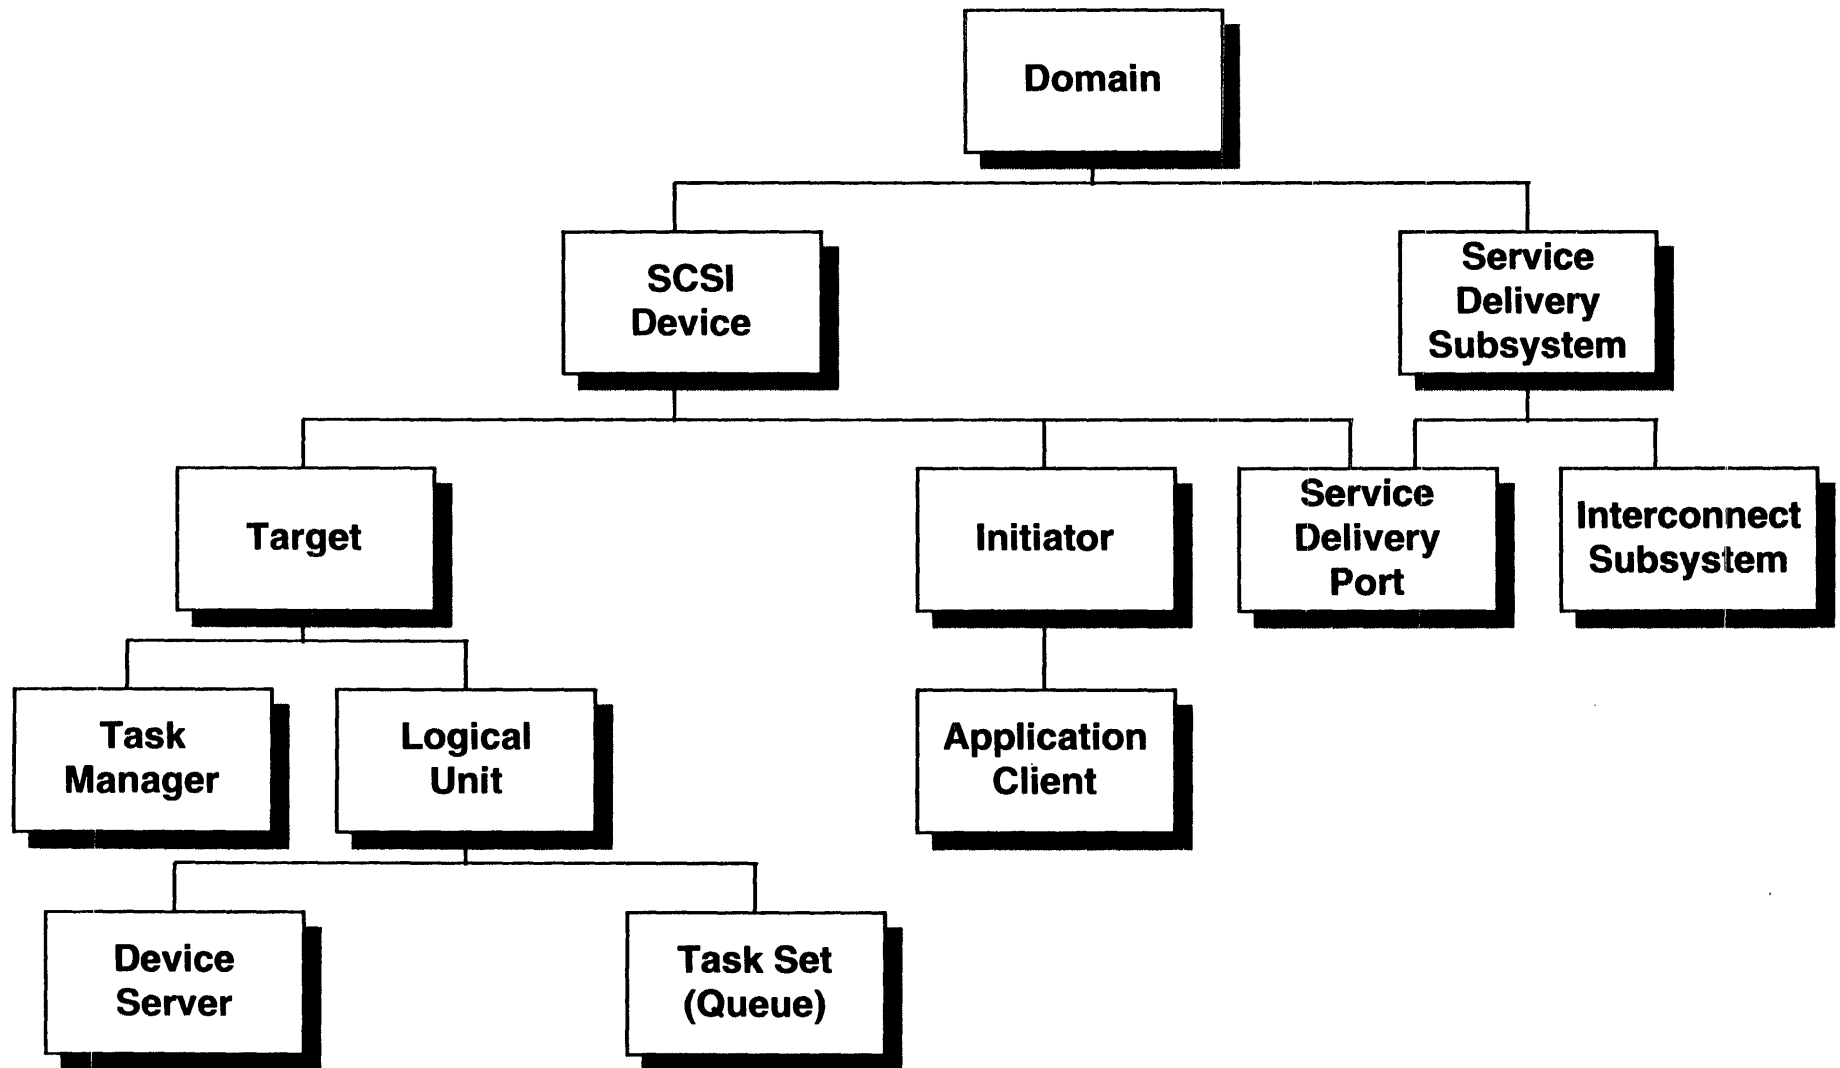 Domain
SCSI
Device
Service
Delivery
Subsystem
Target
Initiator
Service
Delivery
Port
Interconnect
Subsystem
Task
Manager
Logical
Unit
Application
Client
Device
Server
Task Set
(Queue)